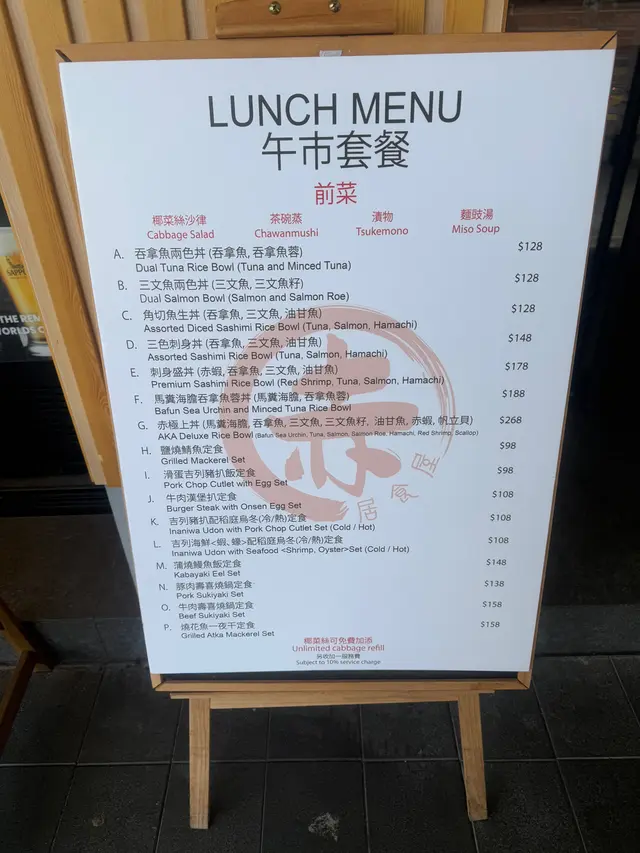 LUNCH MENU
午市套餐
前菜
椰菜絲沙律 茶碗蒸 漬物 麵豉湯
Cabbage Salad Chawanmushi Tsukemono Miso Soup
A. 吞拿魚兩色丼 (吞拿魚, 吞拿魚蓉) $128
Dual Tuna Rice Bowl (Tuna and Minced Tuna)
B. 三文魚兩色丼 (三文魚, 三文魚籽) $128
Dual Salmon Bowl (Salmon and Salmon Roe)
C. 角切魚生丼 (吞拿魚, 三文魚, 油甘魚) $128
Assorted Diced Sashimi Rice Bowl (Tuna, Salmon, Hamachi)
D. 三色刺身丼 (吞拿魚, 三文魚, 油甘魚) $148
Assorted Sashimi Rice Bowl (Tuna, Salmon, Hamachi)
E. 刺身盛丼 (赤蝦, 吞拿魚, 三文魚, 油甘魚) $178
Premium Sashimi Rice Bowl (Red Shrimp, Tuna, Salmon, Hamachi)
F. 馬糞海膽吞拿魚蓉丼 (馬糞海膽, 吞拿魚蓉) $188
Bafun Sea Urchin and Minced Tuna Rice Bowl
G. 赤極上丼 (馬糞海膽, 吞拿魚, 三文魚, 三文魚籽, 油甘魚, 赤蝦, 帆立貝) $268
AKA Deluxe Rice Bowl (Bafun Sea Urchin, Tuna, Salmon, Salmon Roe, Hamachi, Red Shrimp, Scallop)
H. 鹽燒鯖魚定食 $98
Grilled Mackerel Set
I. 滑蛋吉列豬扒飯定食 $98
Pork Chop Cutlet with Egg Set
J. 牛肉漢堡扒定食 $108
Burger Steak with Onsen Egg Set
K. 吉列豬扒配稻庭烏冬(冷/熱)定食 $108
Inaniwa Udon with Pork Chop Cutlet Set (Cold / Hot)
L. 吉列海鮮<蝦、蠔>配稻庭烏冬(冷/熱)定食 $108
Inaniwa Udon with Seafood <Shrimp, Oyster>Set (Cold / Hot)
M. 蒲燒鰻魚飯定食 $148
Kabayaki Eel Set
N. 豚肉壽喜燒鍋定食 $138
Pork Sukiyaki Set
O. 牛肉壽喜燒鍋定食 $158
Beef Sukiyaki Set
P. 燒花魚一夜干定食 $158
Grilled Atka Mackerel Set
椰菜絲可免費加添
Unlimited cabbage refill
另收加一服務費
Subject to 10% service charge
赤
居食屋
SAPPO
THE REN
WORLDS C